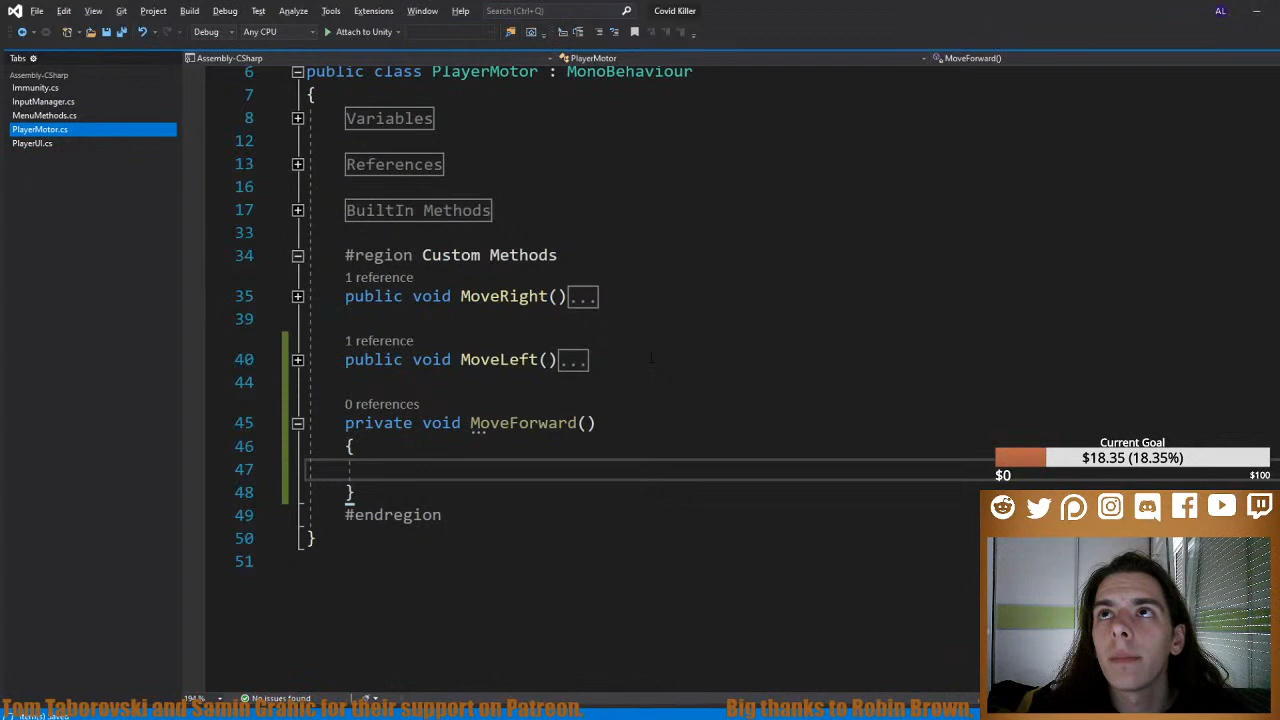 File Edit View Git Project Build Debug Test Analyze Tools Extensions Window Help Search (Ctrl+Q) Covid Killer AL
Debug Any CPU Attach to Unity
Tabs Assembly-CSharp PlayerMotor MoveForward()
Assembly-CSharp
Immunity.cs
InputManager.cs
MenuMethods.cs
PlayerMotor.cs
PlayerUI.cs
6 public class PlayerMotor : MonoBehaviour
7 {
8 Variables
12
13 References
16
17 BuiltIn Methods
33
34 #region Custom Methods
1 reference
35 public void MoveRight()...
39
1 reference
40 public void MoveLeft()...
44
0 references
45 private void MoveForward()
46 {
47
48 }
49 #endregion
50 }
51
Current Goal
$18.35 (18.35%)
$0 $100
194 % No issues found
Tom Taborovski and Samin Granic for their support on Patreon. Big thanks to Robin Brown,
Item(s) Saved